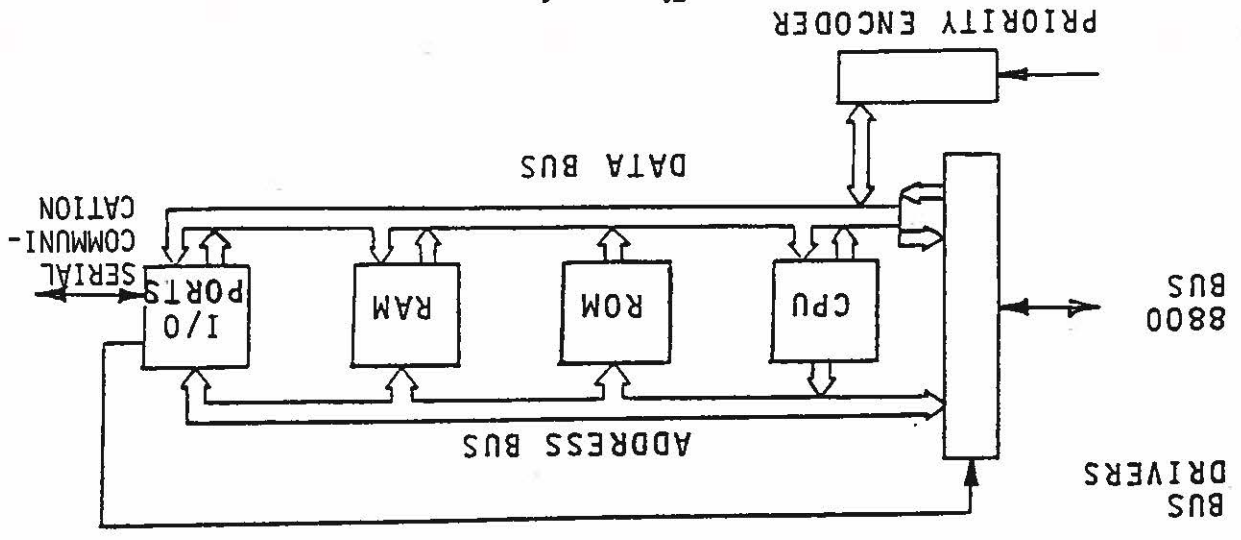 BUS
DRIVERS
ADDRESS BUS
8800
BUS
CPU
ROM
RAM
I/O
PORTS
SERIAL
COMMUNI-
CATION
DATA BUS
PRIORITY ENCODER